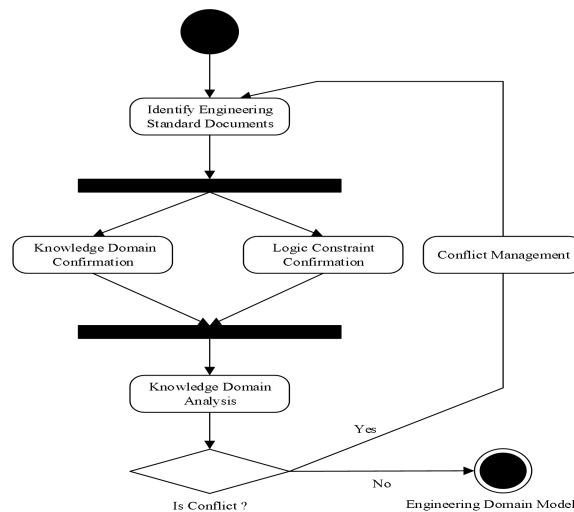 Identify Engineering
Standard Documents
Knowledge Domain
Confirmation
Logic Constraint
Confirmation
Conflict Management
Knowledge Domain
Analysis
Yes
No
Is Conflict ?
Engineering Domain Model